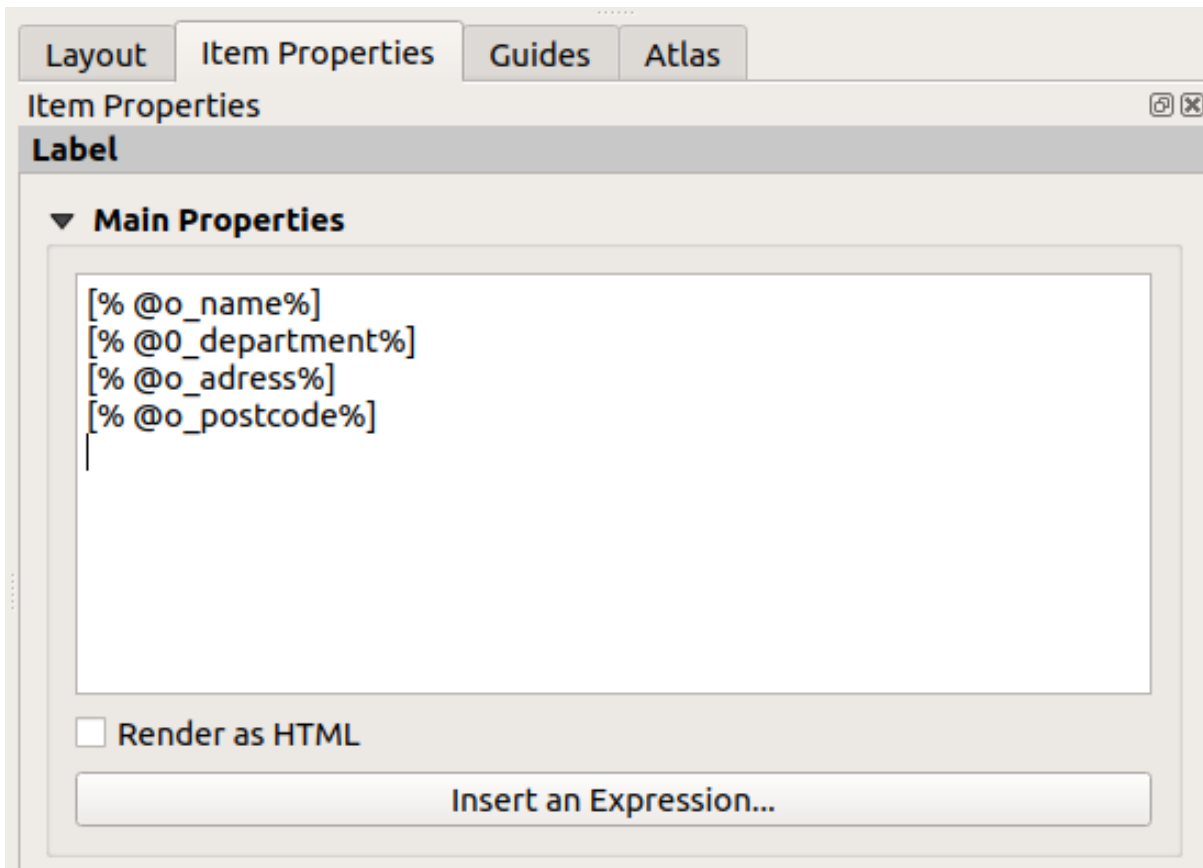 Layout Item Properties Guides Atlas
Item Properties
Label
Main Properties
[% @o_name%]
[% @0_department%]
[% @o_adress%]
[% @o_postcode%]
Render as HTML
Insert an Expression...